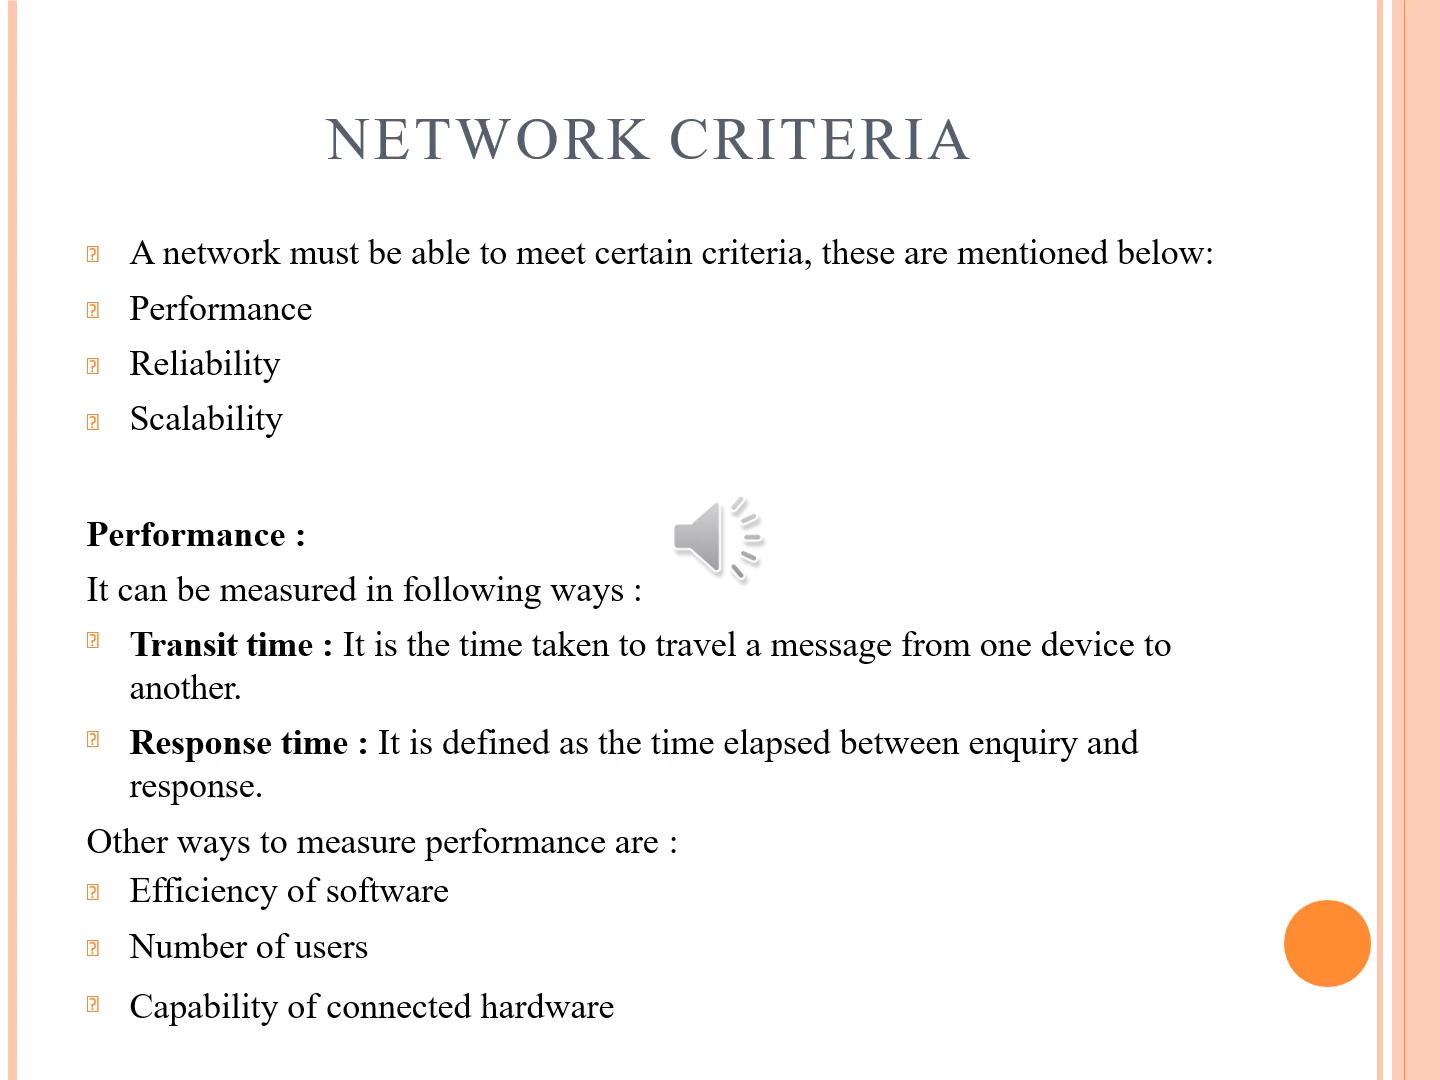 NETWORK CRITERIA
A network must be able to meet certain criteria, these are mentioned below:
Performance
Reliability
Scalability
Performance :
It can be measured in following ways :
Transit time : It is the time taken to travel a message from one device to
another.
Response time : It is defined as the time elapsed between enquiry and
response.
Other ways to measure performance are :
Efficiency of software
Number of users
Capability of connected hardware